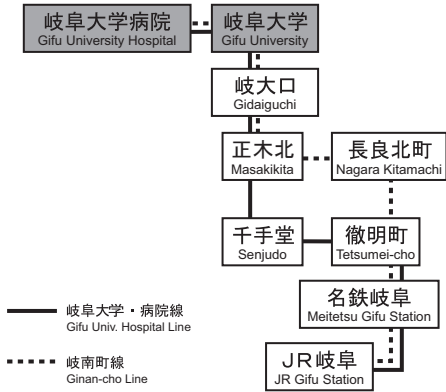 岐阜大学病院
Gifu University Hospital
岐阜大学
Gifu University
岐大口
Gidaiguchi
正木北
Masakikita
長良北町
Nagara Kitamachi
千手堂
Senjudo
徹明町
Tetsumei-cho
名鉄岐阜
Meitetsu Gifu Station
JR岐阜
JR Gifu Station
岐阜大学・病院線
Gifu Univ. Hospital Line
岐南町線
Ginan-cho Line